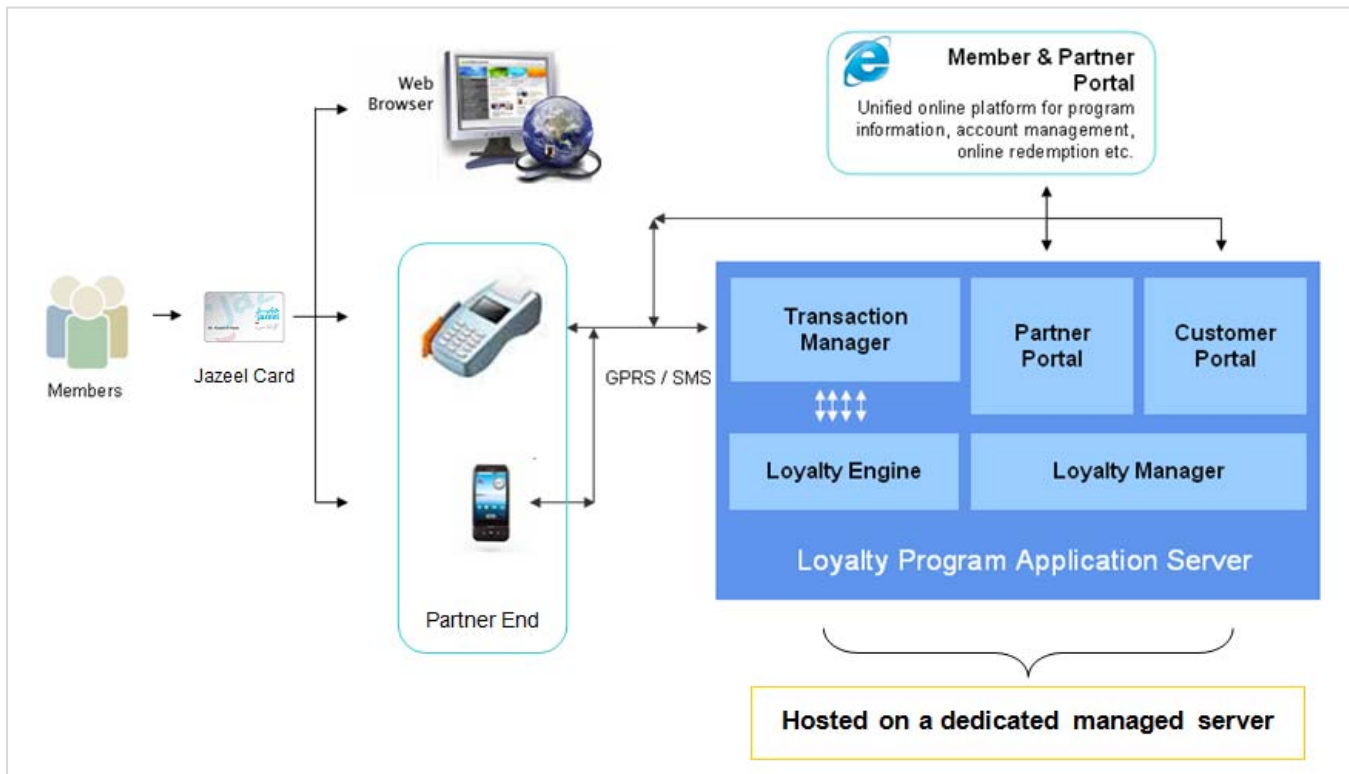 Web
Browser
Member & Partner
Portal
Unified online platform for program
information, account management,
online redemption etc.
Members
Jazeel Card
جازيل
jazeel
GPRS / SMS
Partner End
Transaction
Manager
Partner
Portal
Customer
Portal
Loyalty Engine
Loyalty Manager
Loyalty Program Application Server
Hosted on a dedicated managed server